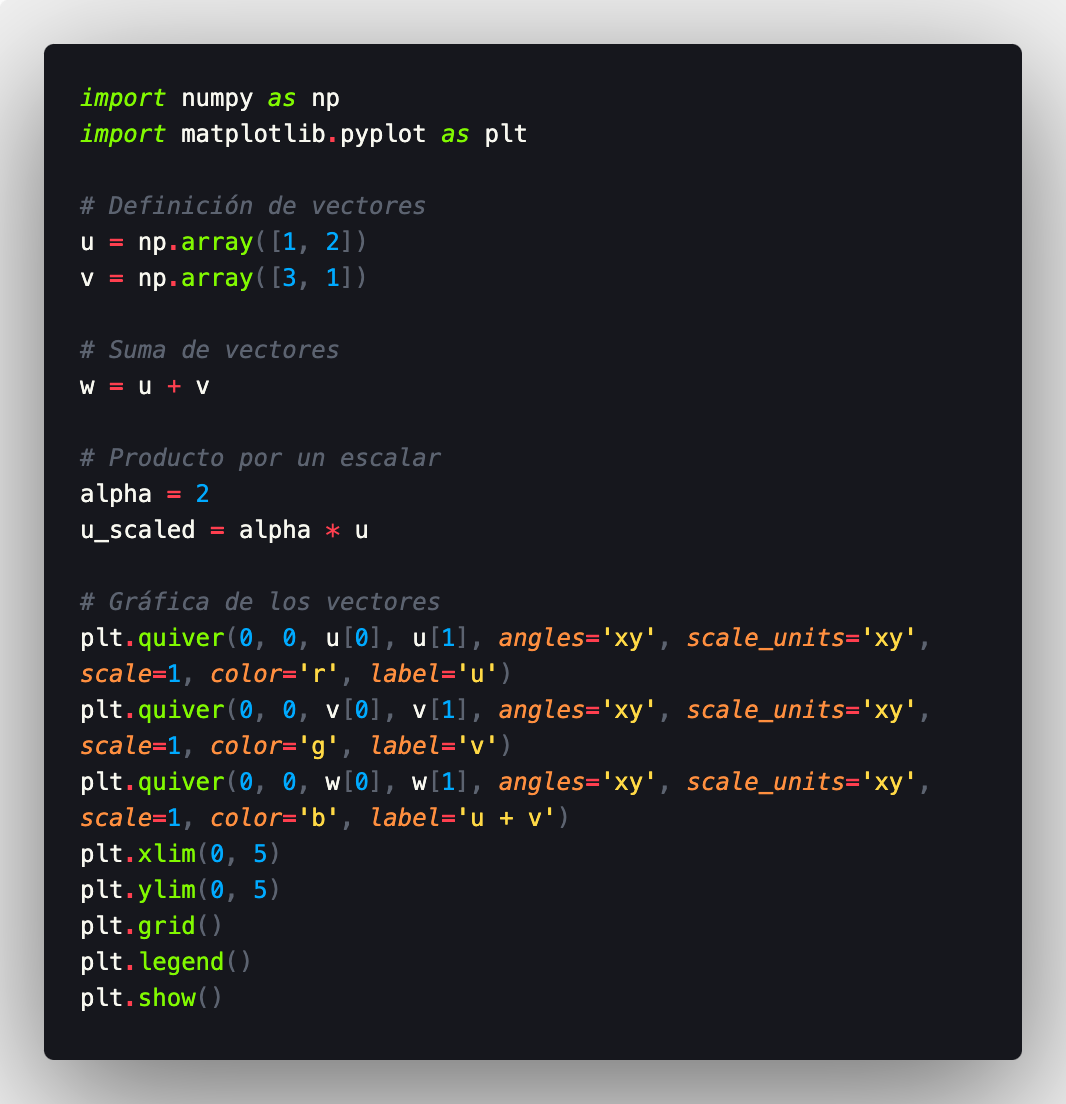 import numpy as np
import matplotlib.pyplot as plt

# Definición de vectores
u = np.array([1, 2])
v = np.array([3, 1])

# Suma de vectores
w = u + v

# Producto por un escalar
alpha = 2
u_scaled = alpha * u

# Gráfica de los vectores
plt.quiver(0, 0, u[0], u[1], angles='xy', scale_units='xy',
scale=1, color='r', label='u')
plt.quiver(0, 0, v[0], v[1], angles='xy', scale_units='xy',
scale=1, color='g', label='v')
plt.quiver(0, 0, w[0], w[1], angles='xy', scale_units='xy',
scale=1, color='b', label='u + v')
plt.xlim(0, 5)
plt.ylim(0, 5)
plt.grid()
plt.legend()
plt.show()